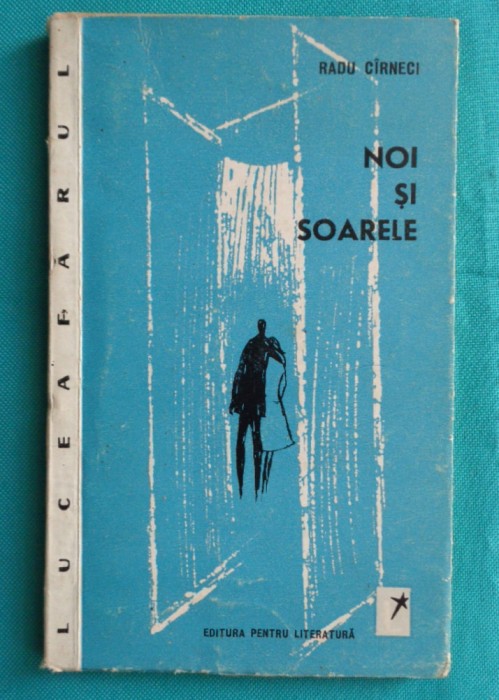 RADU CÎRNECI
NOI
ȘI
SOARELE
LUCEAFĂRUL
EDITURA PENTRU LITERATURĂ